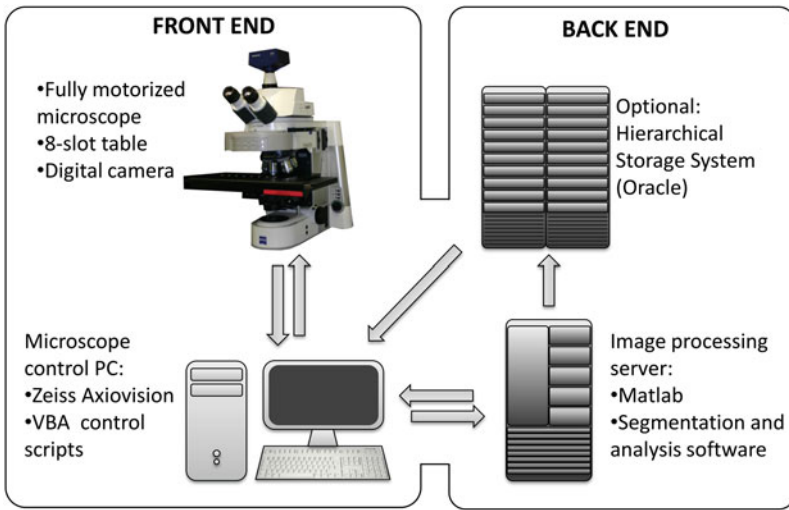 FRONT END
•Fully motorized
microscope
•8-slot table
•Digital camera
Microscope
control PC:
•Zeiss Axiovision
•VBA control
scripts
BACK END
Optional:
Hierarchical
Storage System
(Oracle)
Image processing
server:
•Matlab
•Segmentation and
analysis software